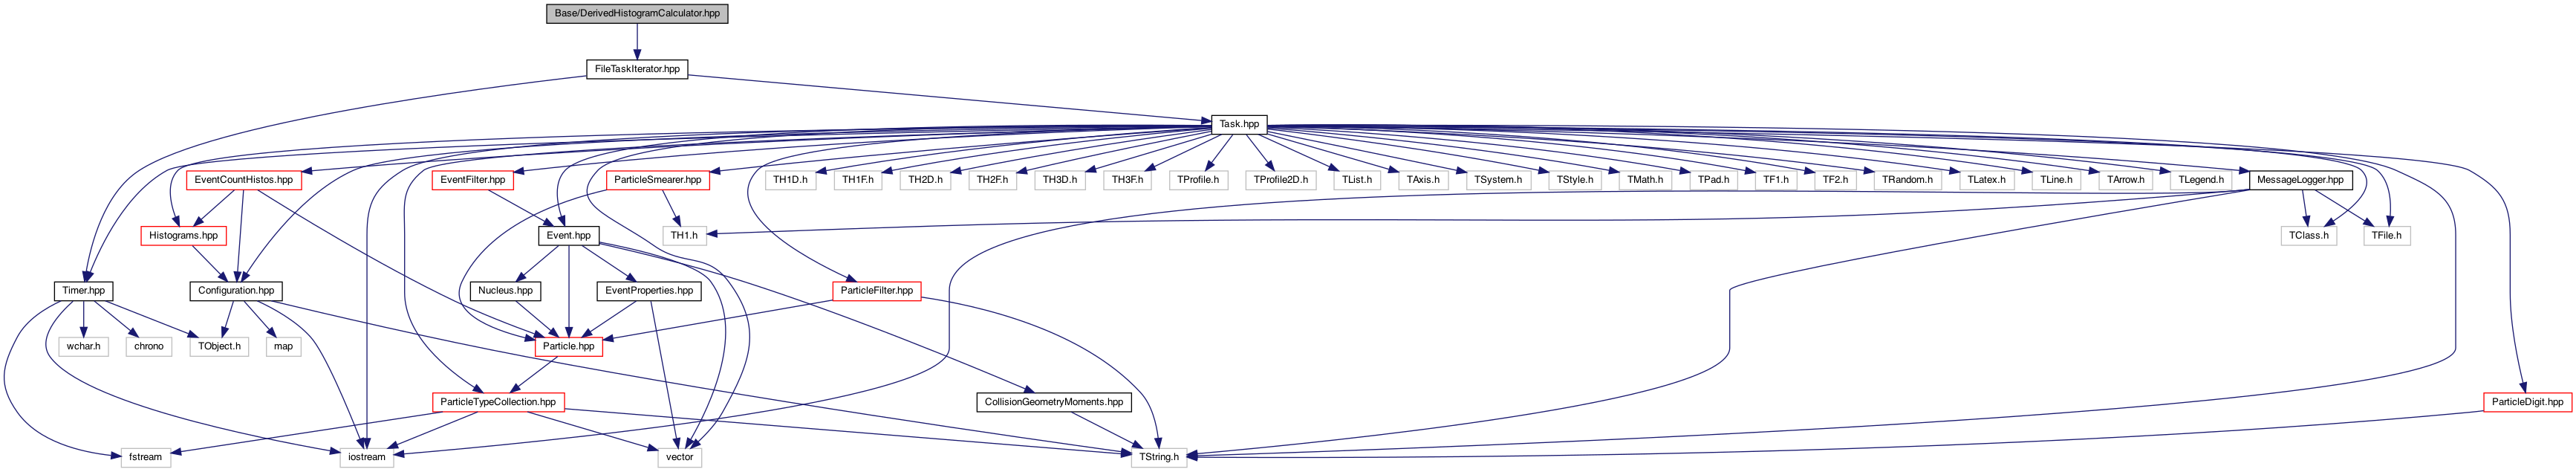 Base/DerivedHistogramCalculator.hpp
FileTaskIterator.hpp
Task.hpp
EventCountHistos.hpp
EventFilter.hpp
ParticleSmearer.hpp
TH1D.h
TH1F.h
TH2D.h
TH2F.h
TH3D.h
TH3F.h
TProfile.h
TProfile2D.h
TList.h
TAxis.h
TSystem.h
TStyle.h
TMath.h
TPad.h
TF1.h
TF2.h
TRandom.h
TLatex.h
TLine.h
TArrow.h
TLegend.h
MessageLogger.hpp
Histograms.hpp
Event.hpp
TH1.h
TClass.h
TFile.h
Timer.hpp
Configuration.hpp
Nucleus.hpp
EventProperties.hpp
ParticleFilter.hpp
wchar.h
chrono
TObject.h
map
Particle.hpp
ParticleTypeCollection.hpp
CollisionGeometryMoments.hpp
ParticleDigit.hpp
fstream
iostream
vector
TString.h